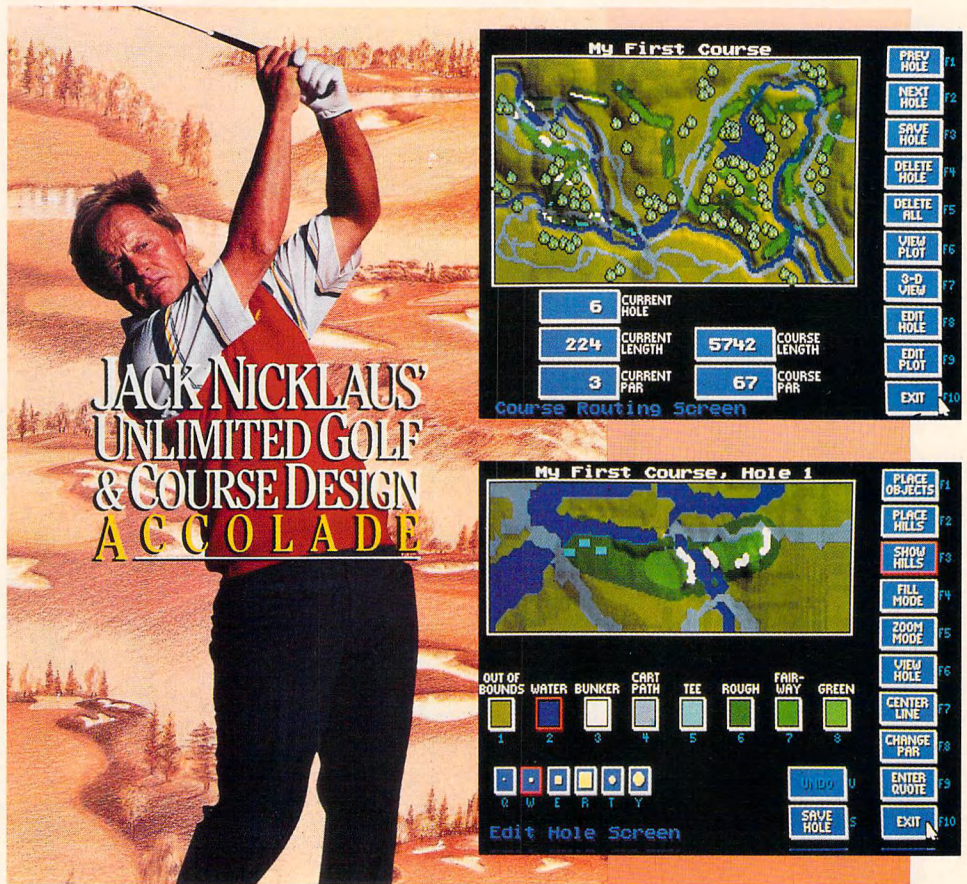 JACK NICKLAUS'
UNLIMITED GOLF
& COURSE DESIGN
ACCOLADE
My First Course
PREV HOLE F1
NEXT HOLE F2
SAVE HOLE F3
DELETE HOLE F4
DELETE ALL F5
VIEW PLOT F6
3-D VIEW F7
EDIT HOLE F8
EDIT PLOT F9
EXIT F10
6 CURRENT HOLE
224 CURRENT LENGTH
5742 COURSE LENGTH
3 CURRENT PAR
67 COURSE PAR
Course Routing Screen
My First Course, Hole 1
PLACE OBJECTS F1
PLACE HILLS F2
SHOW HILLS F3
FILL MODE F4
ZOOM MODE F5
VIEW HOLE F6
CENTER LINE F7
CHANGE PAR F8
ENTER QUOTE F9
EXIT F10
OUT OF BOUNDS WATER BUNKER CART PATH TEE ROUGH FAIR-WAY GREEN
1 2 3 4 5 6 7 8
Q W E R T Y
UNDO U
SAVE HOLE S
Edit Hole Screen